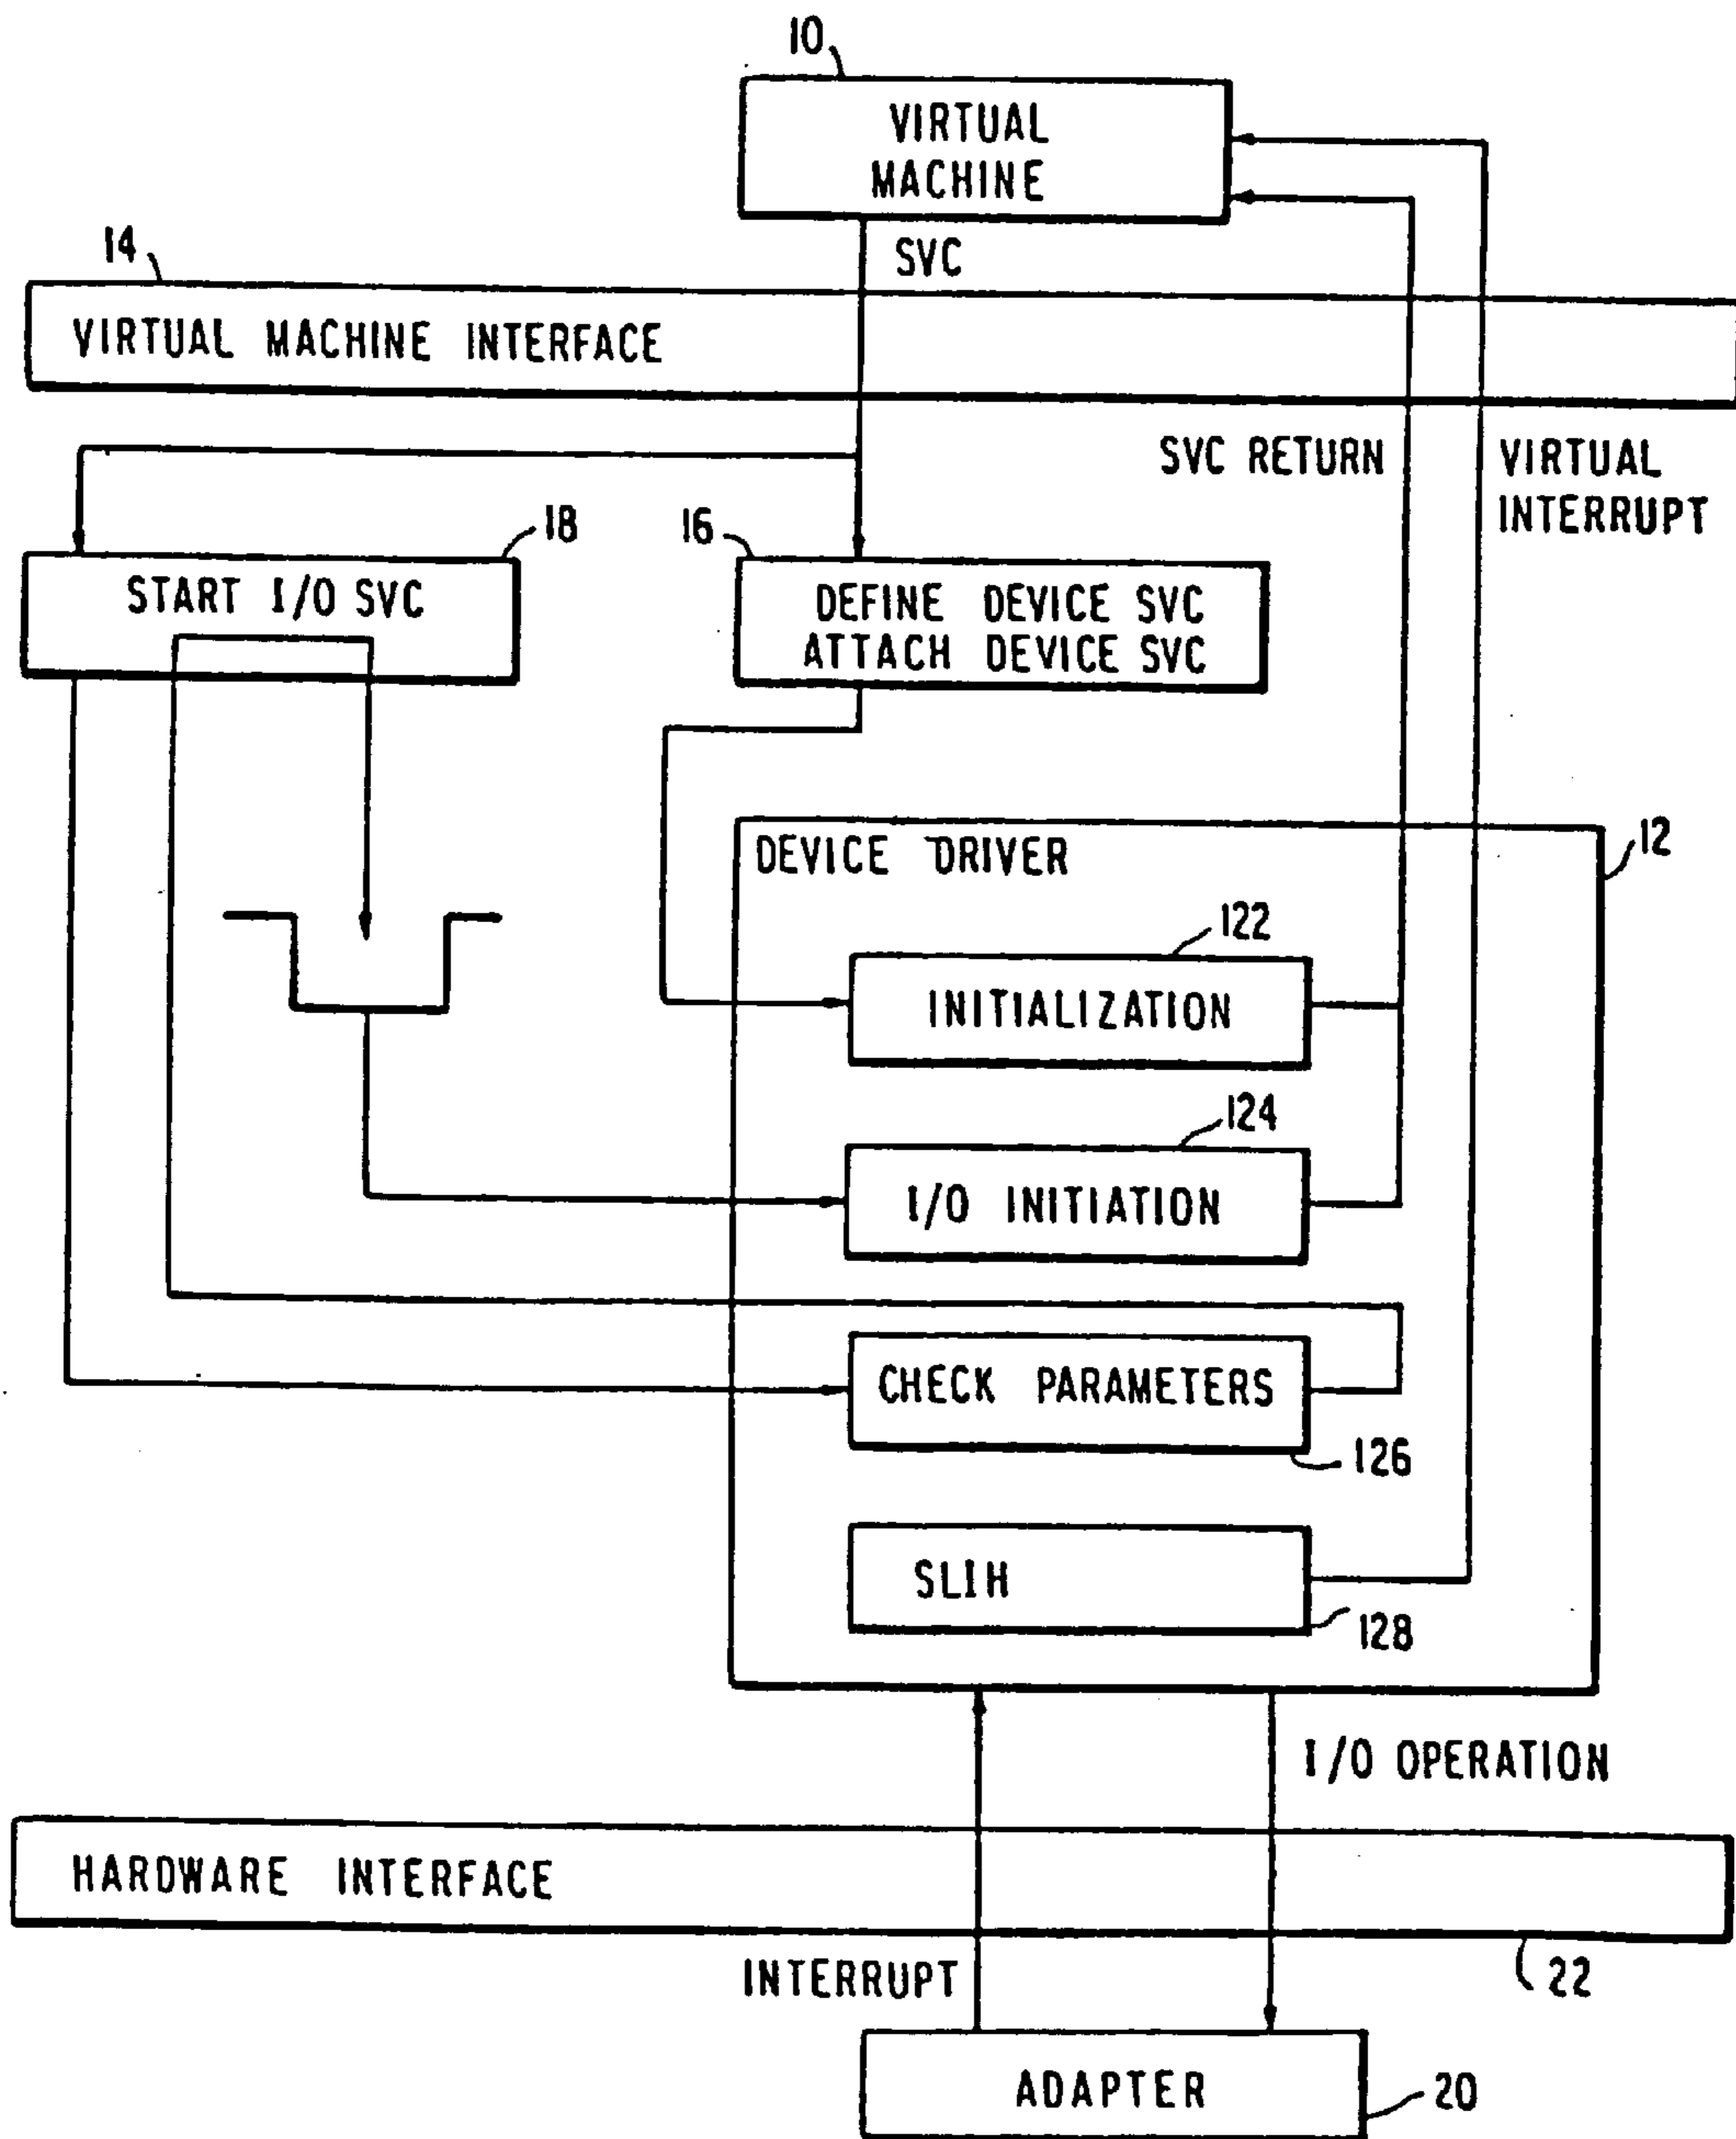 10
VIRTUAL
MACHINE
SVC
14
VIRTUAL MACHINE INTERFACE
SVC RETURN
VIRTUAL
INTERRUPT
18
START I/O SVC
16
DEFINE DEVICE SVC
ATTACH DEVICE SVC
12
DEVICE DRIVER
122
INITIALIZATION
124
I/O INITIATION
CHECK PARAMETERS
126
SLIH
128
I/O OPERATION
HARDWARE INTERFACE
22
INTERRUPT
ADAPTER
20